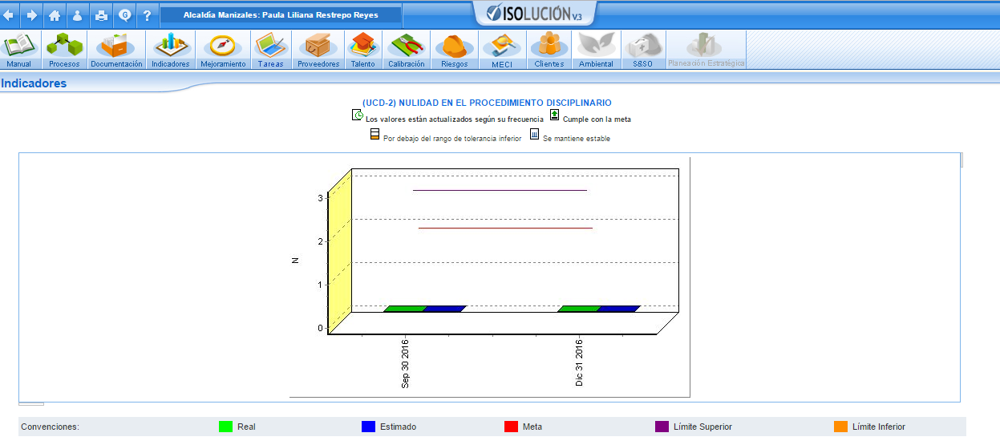 Alcaldía Manizales: Paula Liliana Restrepo Reyes
ISOLUCIÓN V.3
G ?
Manual Procesos Documentación Indicadores Mejoramiento Tareas Proveedores Talento Calibración Riesgos MECI Clientes Ambiental S&SO Planeación Estratégica
Indicadores
(UCD-2) NULIDAD EN EL PROCEDIMIENTO DISCIPLINARIO
Los valores están actualizados según su frecuencia Cumple con la meta
Por debajo del rango de tolerancia inferior Se mantiene estable
3
2
N
1
0
Sep 30 2016
Dic 31 2016
Convenciones: Real Estimado Meta Límite Superior Límite Inferior